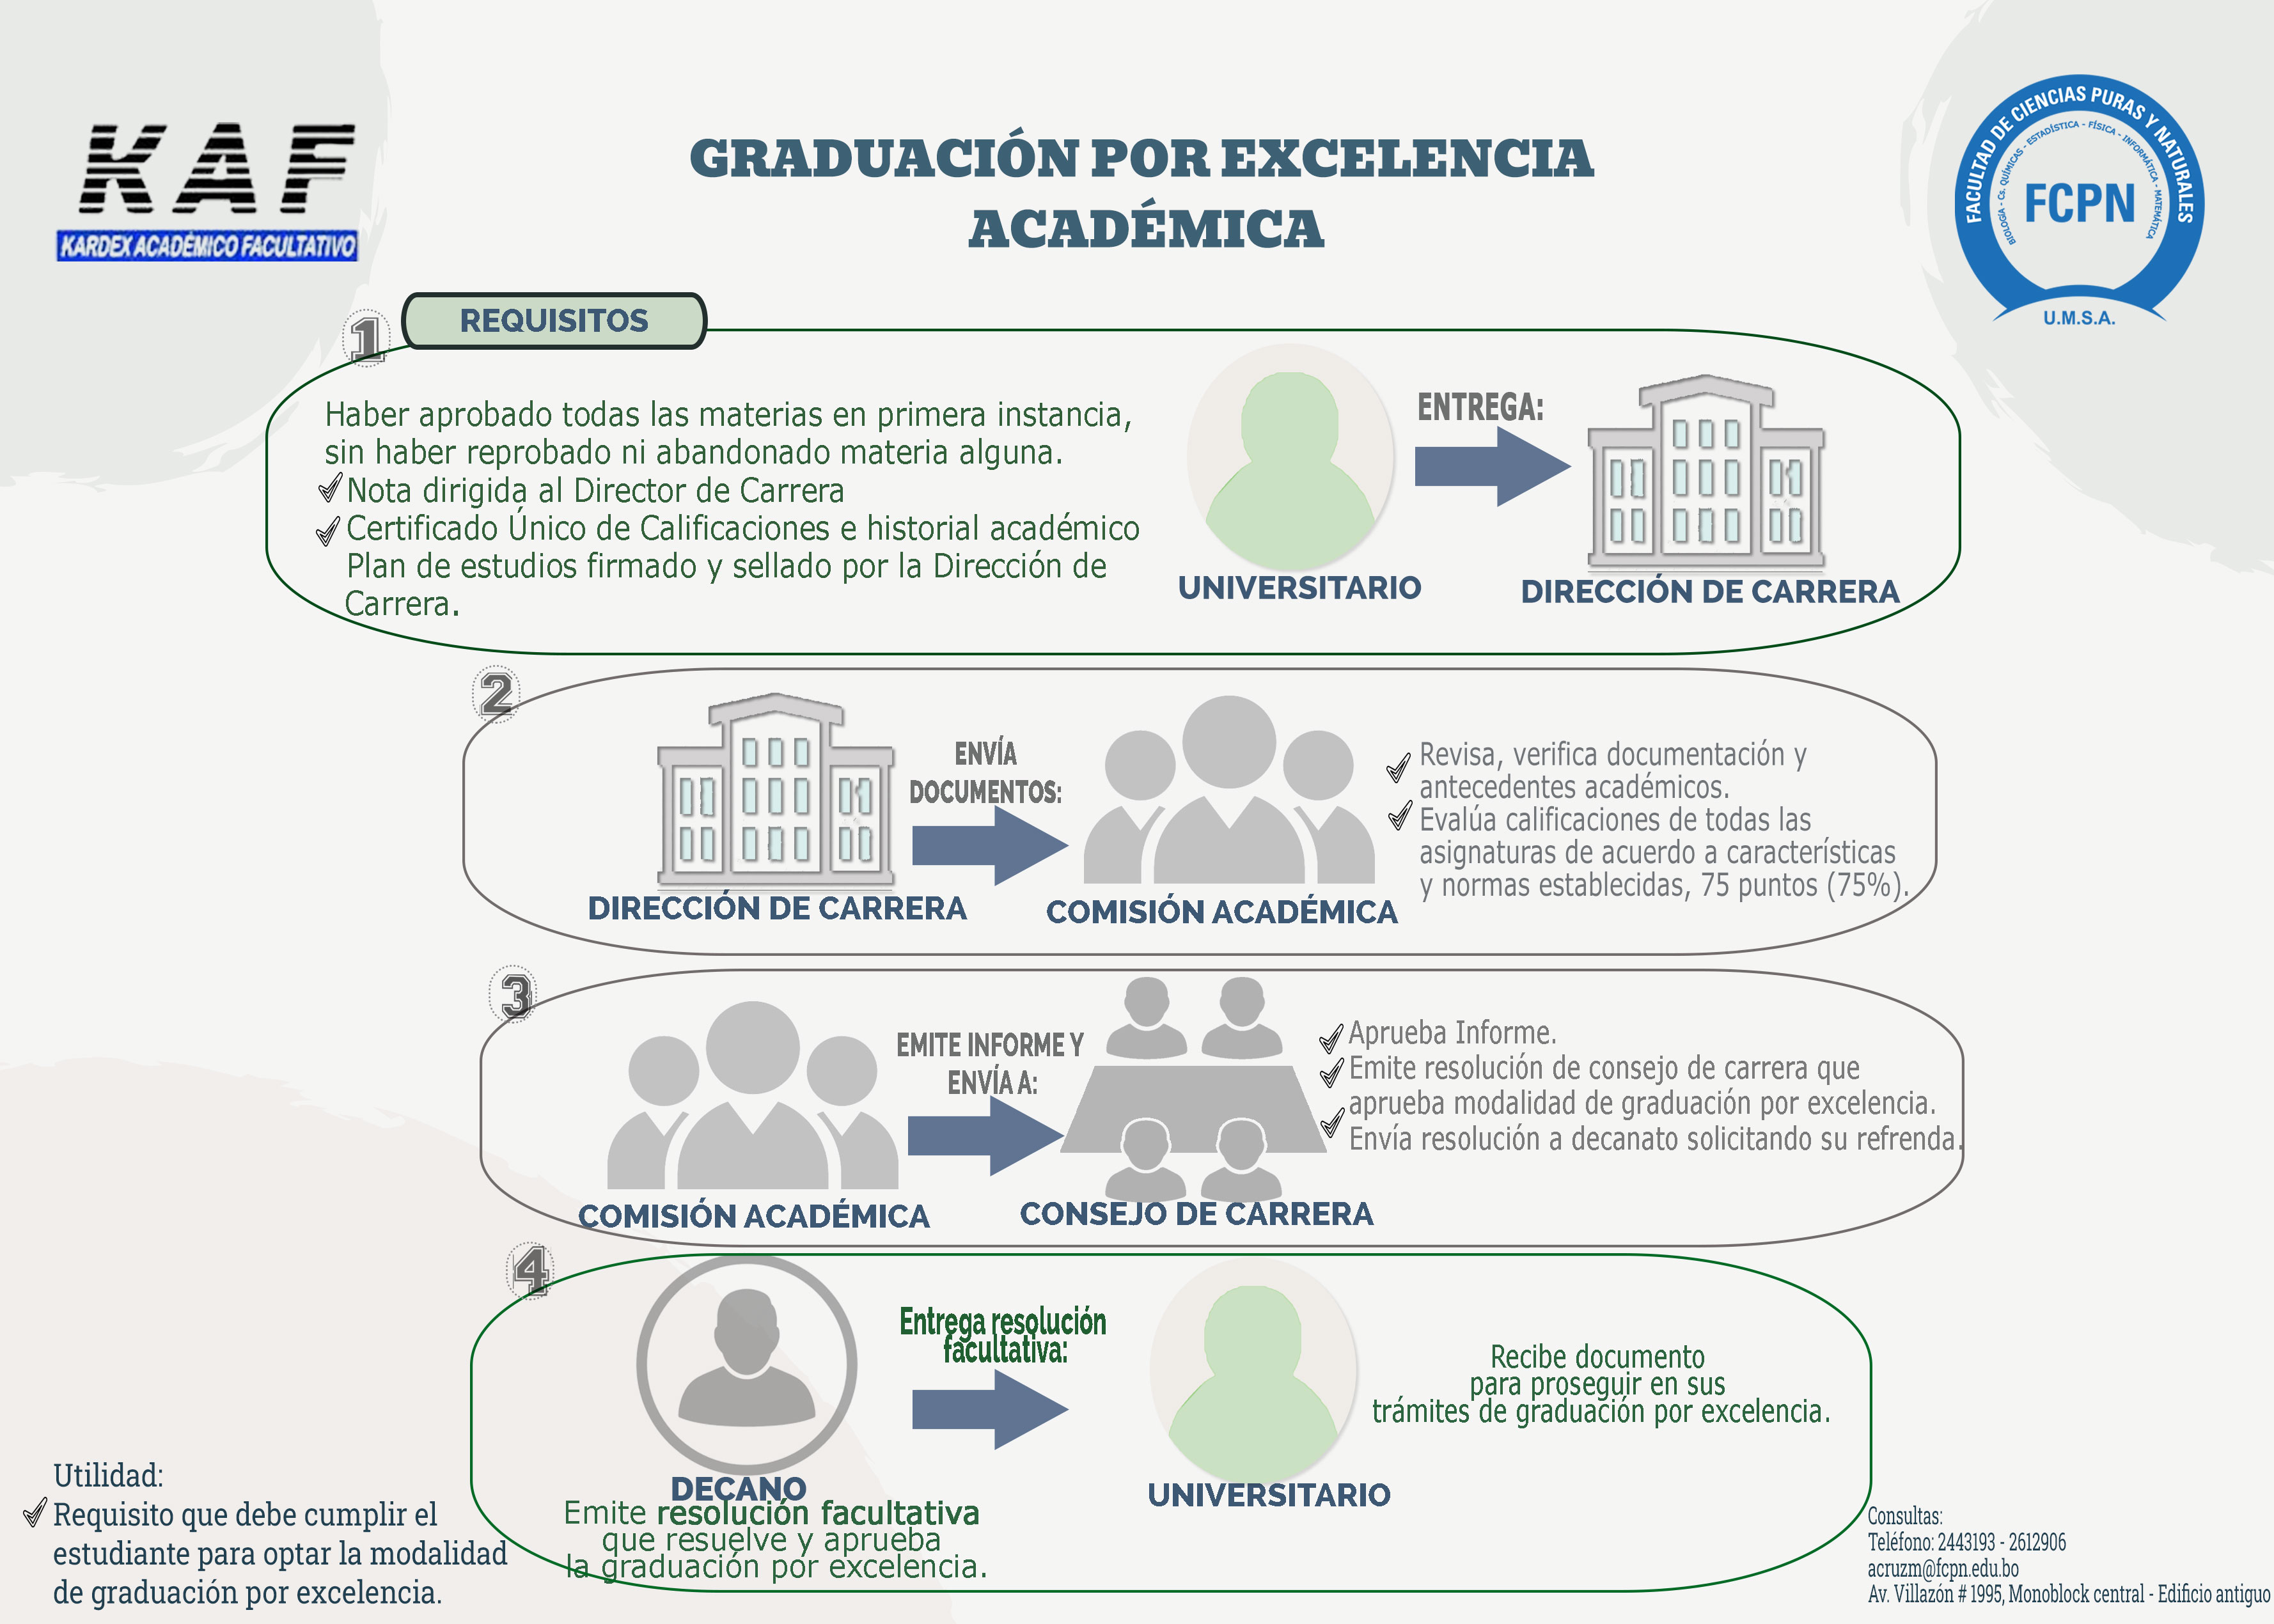 KAF
KARDEX ACADÉMICO FACULTATIVO
GRADUACIÓN POR EXCELENCIA
ACADÉMICA
FACULTAD DE CIENCIAS PURAS Y NATURALES
BIOLOGÍA - Cs. QUÍMICAS - ESTADÍSTICA - FÍSICA - INFORMÁTICA - MATEMÁTICA
FCPN
U.M.S.A.
1
REQUISITOS
Haber aprobado todas las materias en primera instancia,
sin haber reprobado ni abandonado materia alguna.
Nota dirigida al Director de Carrera
Certificado Único de Calificaciones e historial académico
Plan de estudios firmado y sellado por la Dirección de
Carrera.
UNIVERSITARIO
ENTREGA:
DIRECCIÓN DE CARRERA
2
DIRECCIÓN DE CARRERA
ENVÍA
DOCUMENTOS:
COMISIÓN ACADÉMICA
Revisa, verifica documentación y
antecedentes académicos.
Evalúa calificaciones de todas las
asignaturas de acuerdo a características
y normas establecidas, 75 puntos (75%).
3
COMISIÓN ACADÉMICA
EMITE INFORME Y
ENVÍA A:
CONSEJO DE CARRERA
Aprueba Informe.
Emite resolución de consejo de carrera que
aprueba modalidad de graduación por excelencia.
Envía resolución a decanato solicitando su refrenda.
4
DECANO
Emite resolución facultativa
que resuelve y aprueba
la graduación por excelencia.
Entrega resolución
facultativa:
UNIVERSITARIO
Recibe documento
para proseguir en sus
trámites de graduación por excelencia.
Utilidad:
Requisito que debe cumplir el
estudiante para optar la modalidad
de graduación por excelencia.
Consultas:
Teléfono: 2443193 - 2612906
acruzm@fcpn.edu.bo
Av. Villazón # 1995, Monoblock central - Edificio antiguo